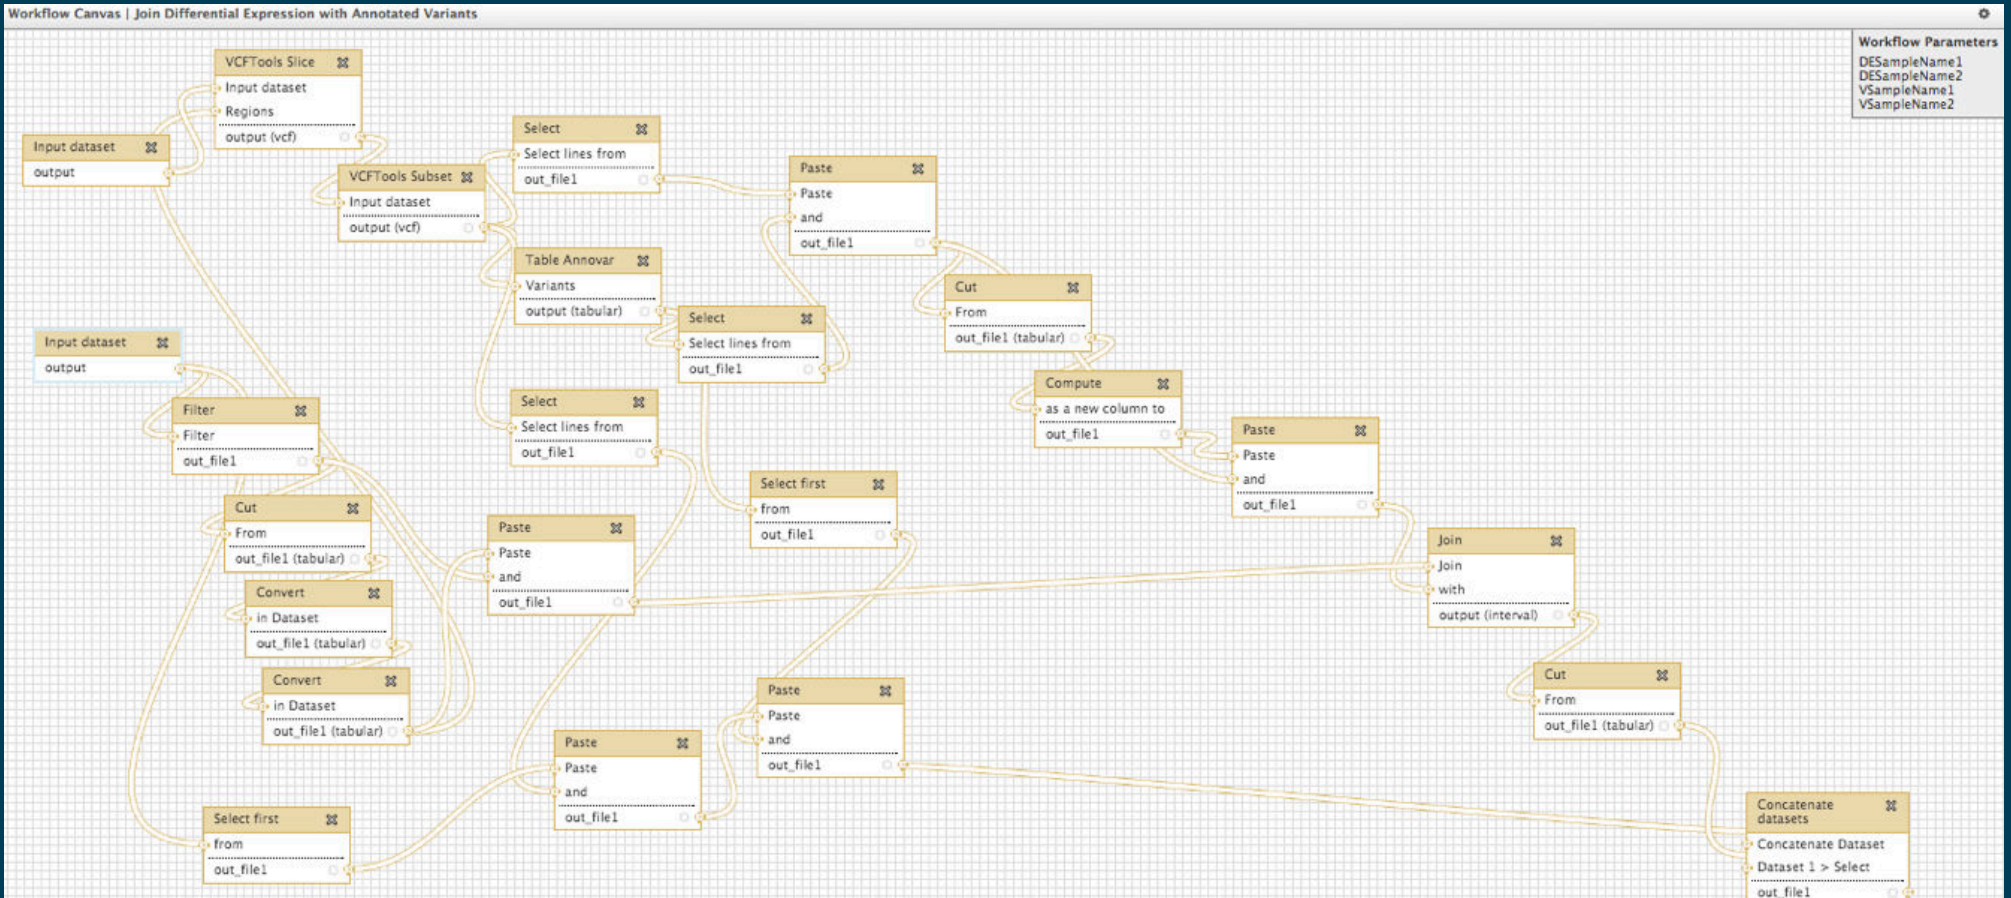 Workflow Canvas | Join Differential Expression with Annotated Variants
Workflow Parameters
DESampleName1
DESampleName2
VSampleName1
VSampleName2
VCFTools Slice
Input dataset
Regions
output (vcf)
Input dataset
output
VCFTools Subset
Input dataset
output (vcf)
Select
Select lines from
out_file1
Paste
Paste
and
out_file1
Table Annovar
Variants
output (tabular)
Select
Select lines from
out_file1
Cut
From
out_file1 (tabular)
Input dataset
output
Filter
Filter
out_file1
Select
Select lines from
out_file1
Compute
as a new column to
out_file1
Paste
Paste
and
out_file1
Cut
From
out_file1 (tabular)
Paste
Paste
and
out_file1
Select first
from
out_file1
Join
Join
with
output (interval)
Convert
in Dataset
out_file1 (tabular)
Convert
in Dataset
out_file1 (tabular)
Paste
Paste
and
out_file1
Paste
Paste
and
out_file1
Cut
From
out_file1 (tabular)
Select first
from
out_file1
Concatenate
datasets
Concatenate Dataset
Dataset 1 > Select
out_file1